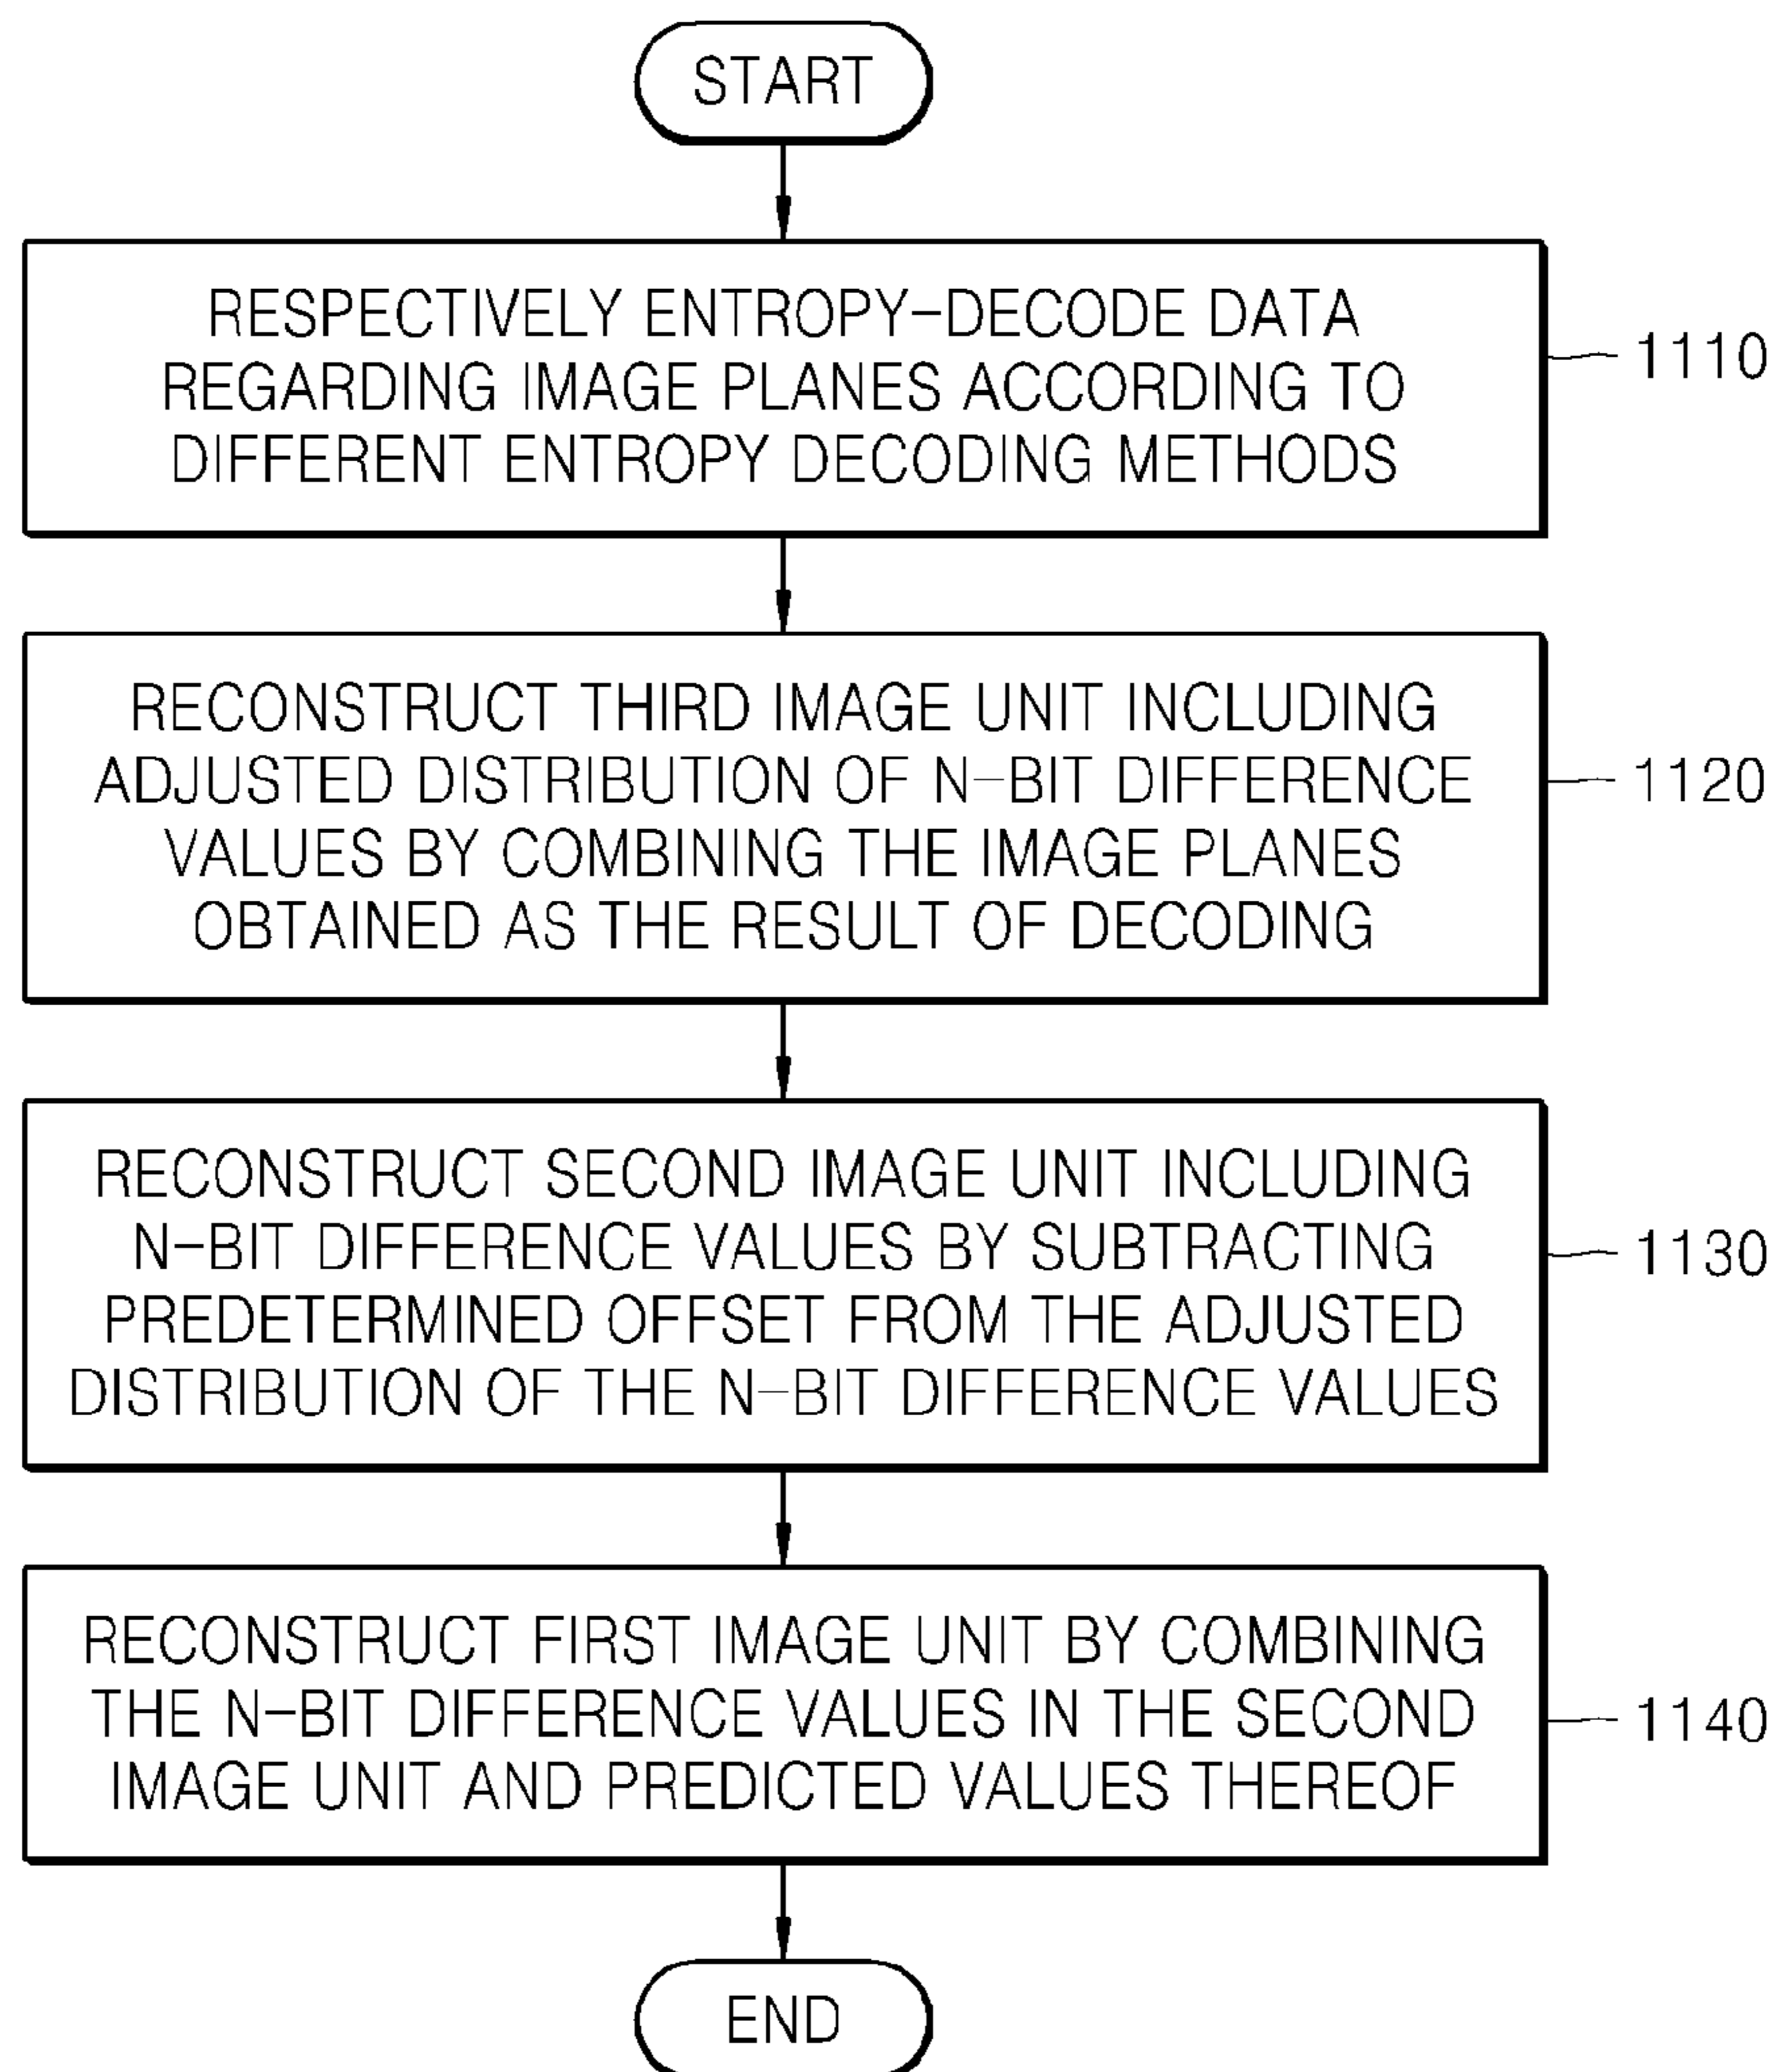 START
RESPECTIVELY ENTROPY-DECODE DATA
REGARDING IMAGE PLANES ACCORDING TO
DIFFERENT ENTROPY DECODING METHODS
1110
RECONSTRUCT THIRD IMAGE UNIT INCLUDING
ADJUSTED DISTRIBUTION OF N-BIT DIFFERENCE
VALUES BY COMBINING THE IMAGE PLANES
OBTAINED AS THE RESULT OF DECODING
1120
RECONSTRUCT SECOND IMAGE UNIT INCLUDING
N-BIT DIFFERENCE VALUES BY SUBTRACTING
PREDETERMINED OFFSET FROM THE ADJUSTED
DISTRIBUTION OF THE N-BIT DIFFERENCE VALUES
1130
RECONSTRUCT FIRST IMAGE UNIT BY COMBINING
THE N-BIT DIFFERENCE VALUES IN THE SECOND
IMAGE UNIT AND PREDICTED VALUES THEREOF
1140
END